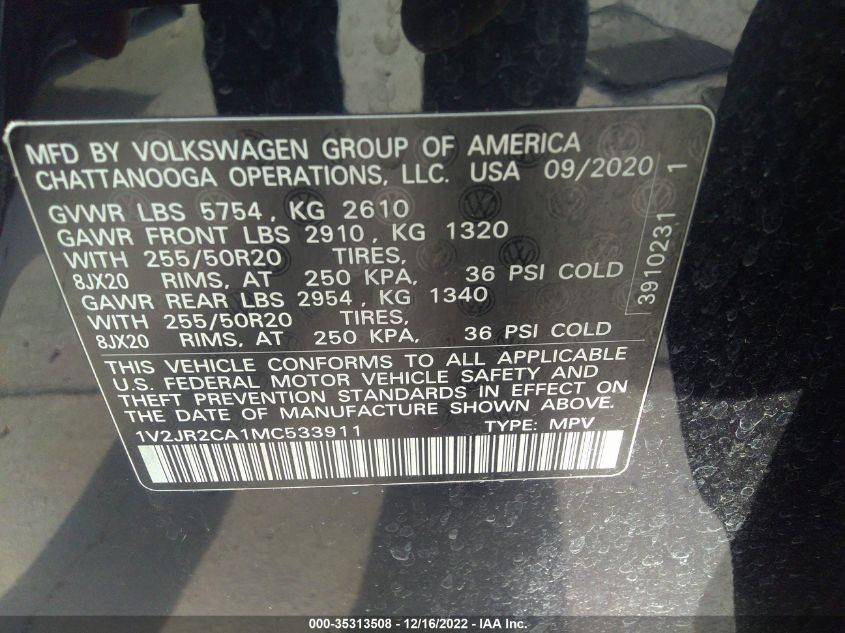 MFD BY VOLKSWAGEN GROUP OF AMERICA
CHATTANOOGA OPERATIONS, LLC. USA 09/2020
GVWR LBS 5754, KG 2610
GAWR FRONT LBS 2910, KG 1320
WITH 255/50R20 TIRES,
8JX20 RIMS, AT 250 KPA, 36 PSI COLD
GAWR REAR LBS 2954, KG 1340
WITH 255/50R20 TIRES,
8JX20 RIMS, AT 250 KPA, 36 PSI COLD
THIS VEHICLE CONFORMS TO ALL APPLICABLE
U.S. FEDERAL MOTOR VEHICLE SAFETY AND
THEFT PREVENTION STANDARDS IN EFFECT ON
THE DATE OF MANUFACTURE SHOWN ABOVE.
1V2JR2CA1MC533911 TYPE: MPV
3910231 1
000-35313508 - 12/16/2022 - IAA Inc.